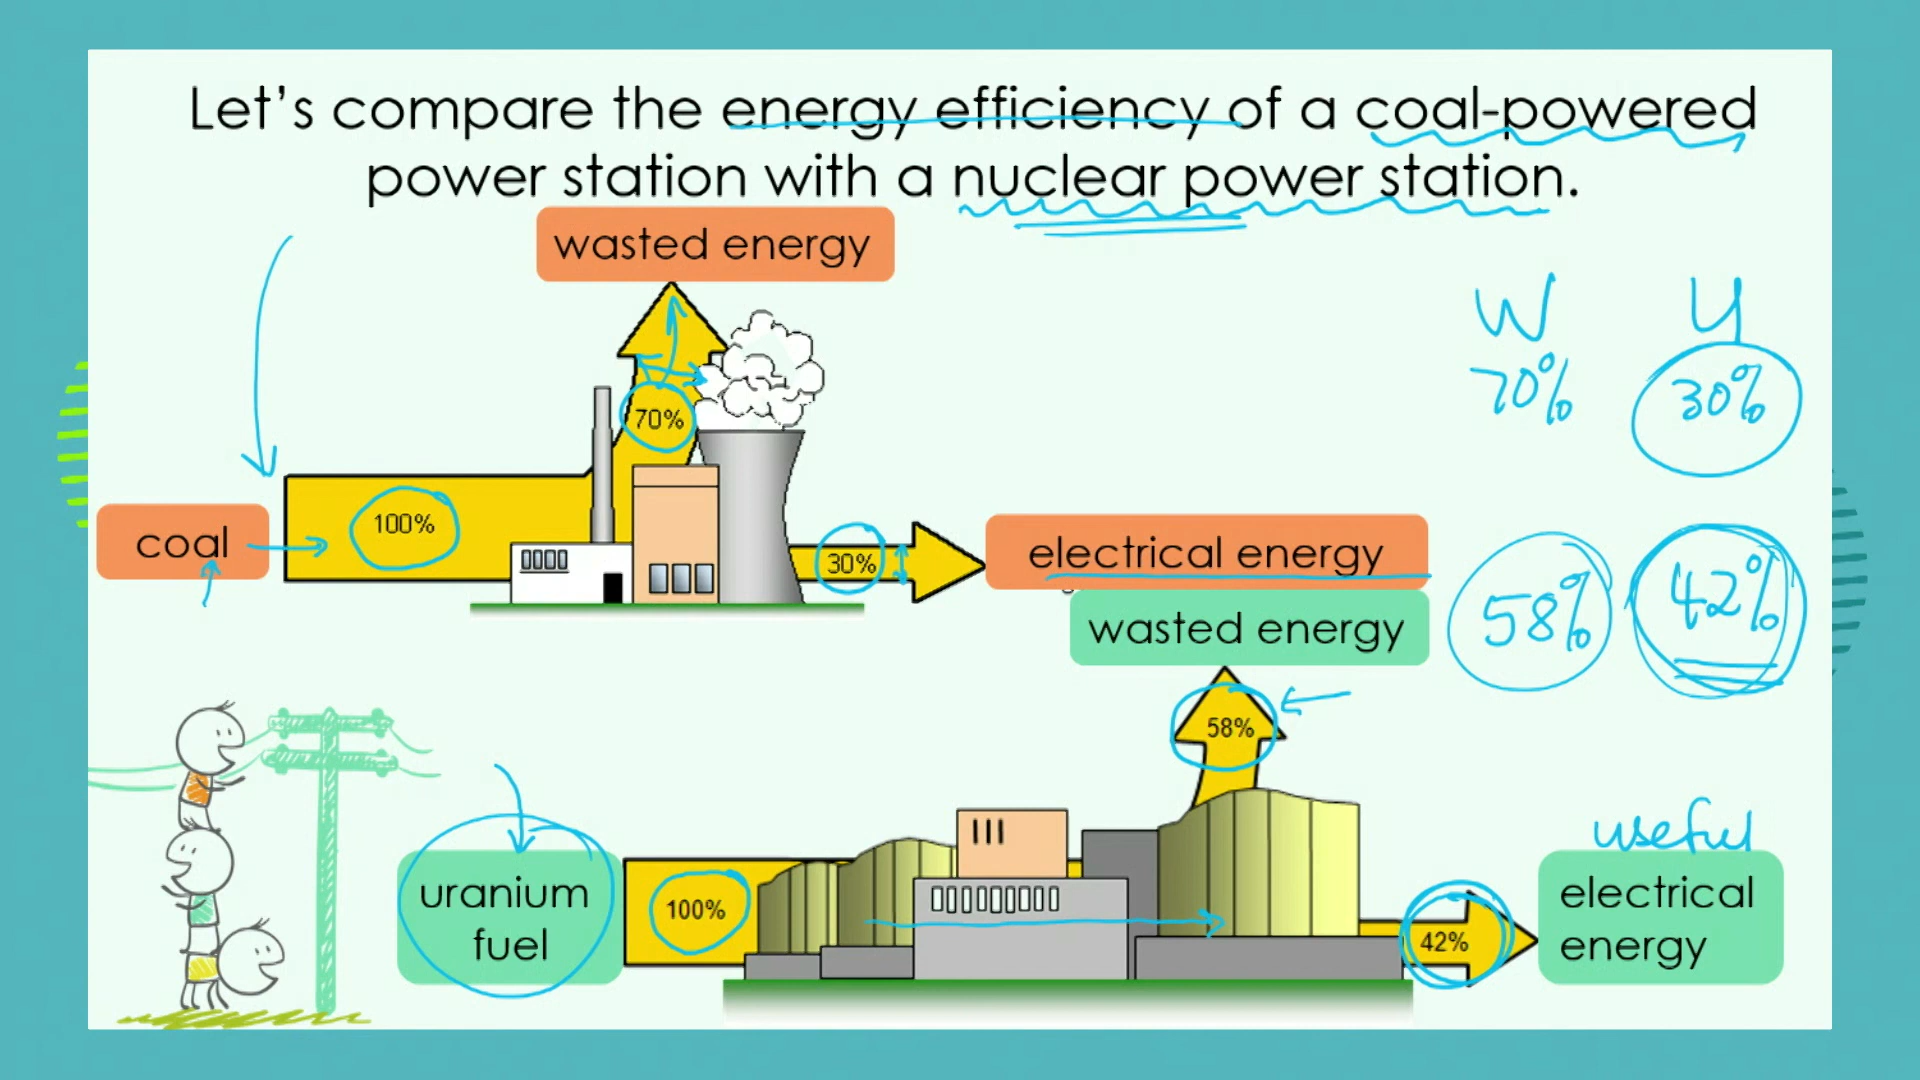 Let's compare the energy efficiency of a coal-powered
power station with a nuclear power station.
wasted energy
W U
70% 30%
70%
coal
100%
30%
electrical energy
wasted energy
58% 42%
58%
useful
uranium
fuel
100%
42%
electrical
energy